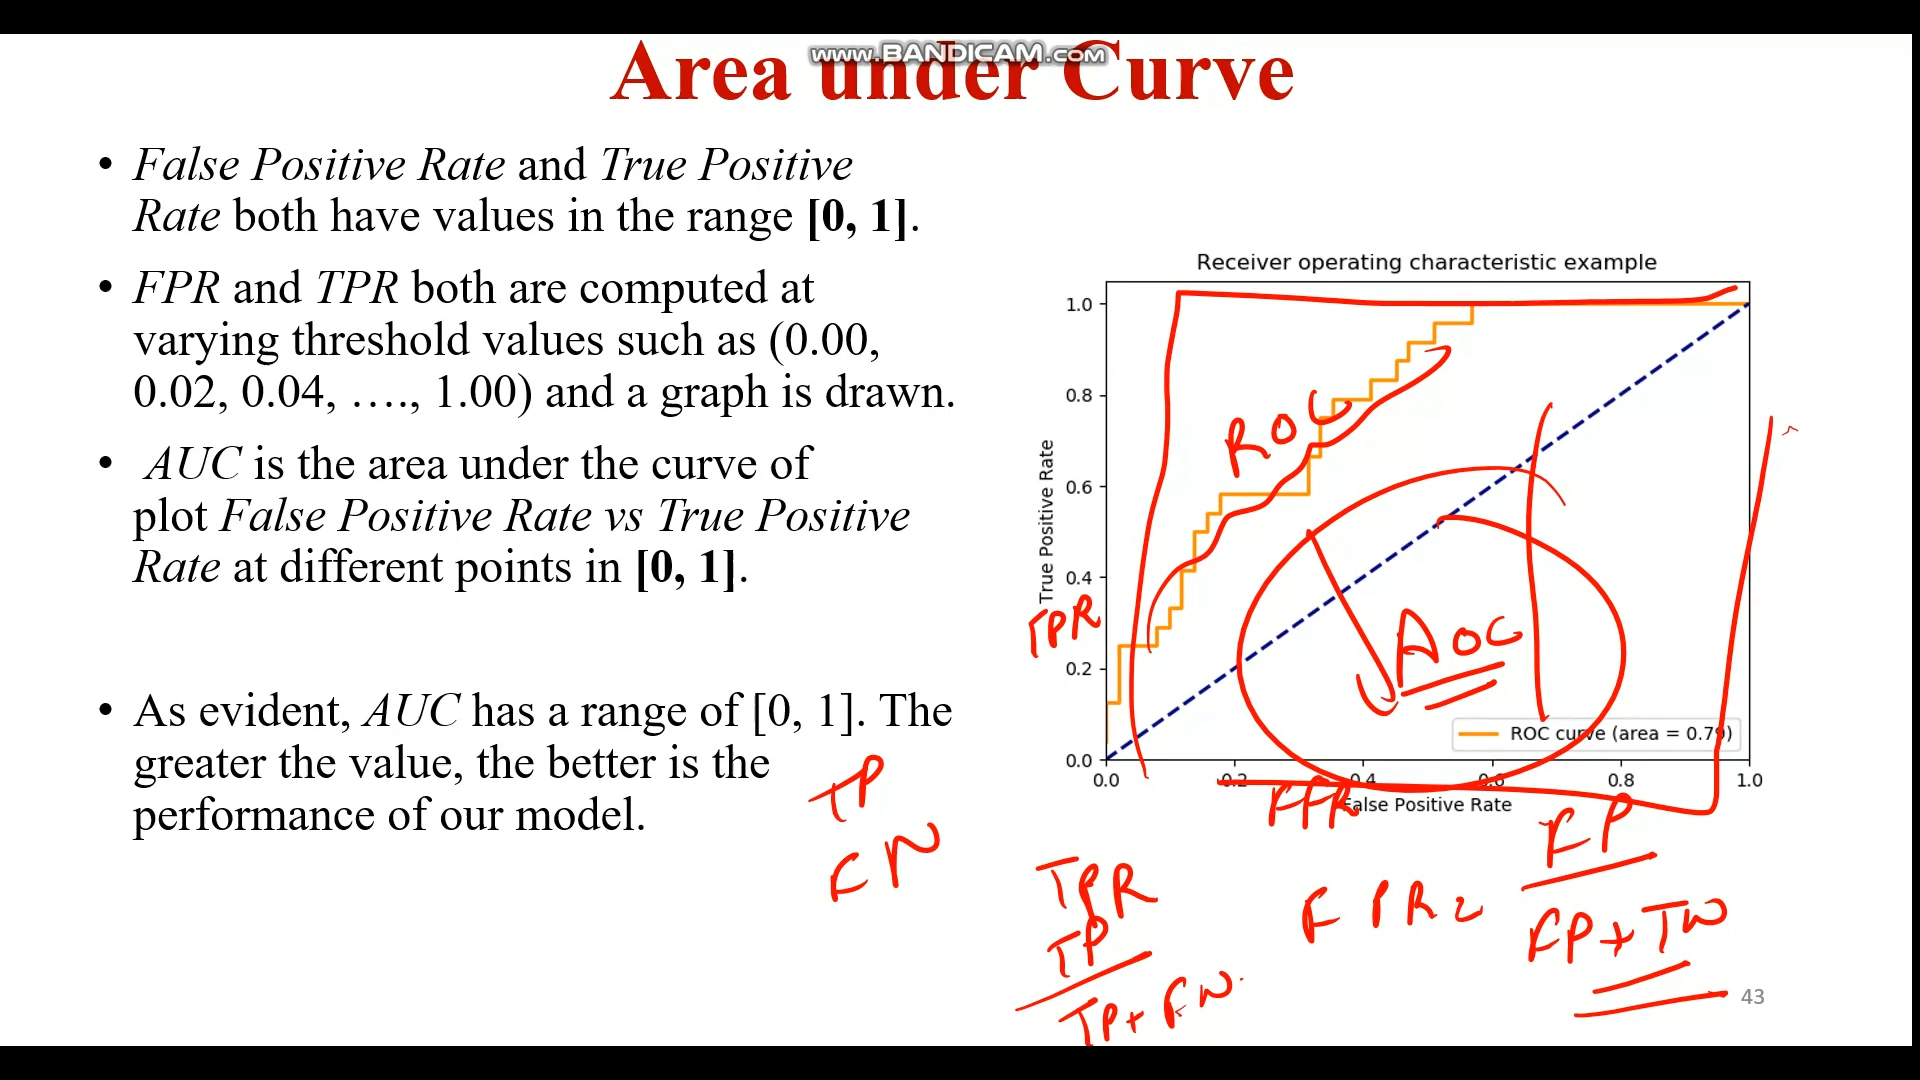 www.BANDICAM.com
Area under Curve
• False Positive Rate and True Positive
Rate both have values in the range [0, 1].
• FPR and TPR both are computed at
varying threshold values such as (0.00,
0.02, 0.04, …., 1.00) and a graph is drawn.
• AUC is the area under the curve of
plot False Positive Rate vs True Positive
Rate at different points in [0, 1].
• As evident, AUC has a range of [0, 1]. The
greater the value, the better is the
performance of our model.
TP
FN
Receiver operating characteristic example
1.0
0.8
0.6
0.4
0.2
0.0
True Positive Rate
TPR
ROC
AOC
ROC curve (area = 0.79)
0.0 0.2 0.4 0.6 0.8 1.0
False Positive Rate
TPR
TP
TP+FN
FPR=
FP
FP+TN
43